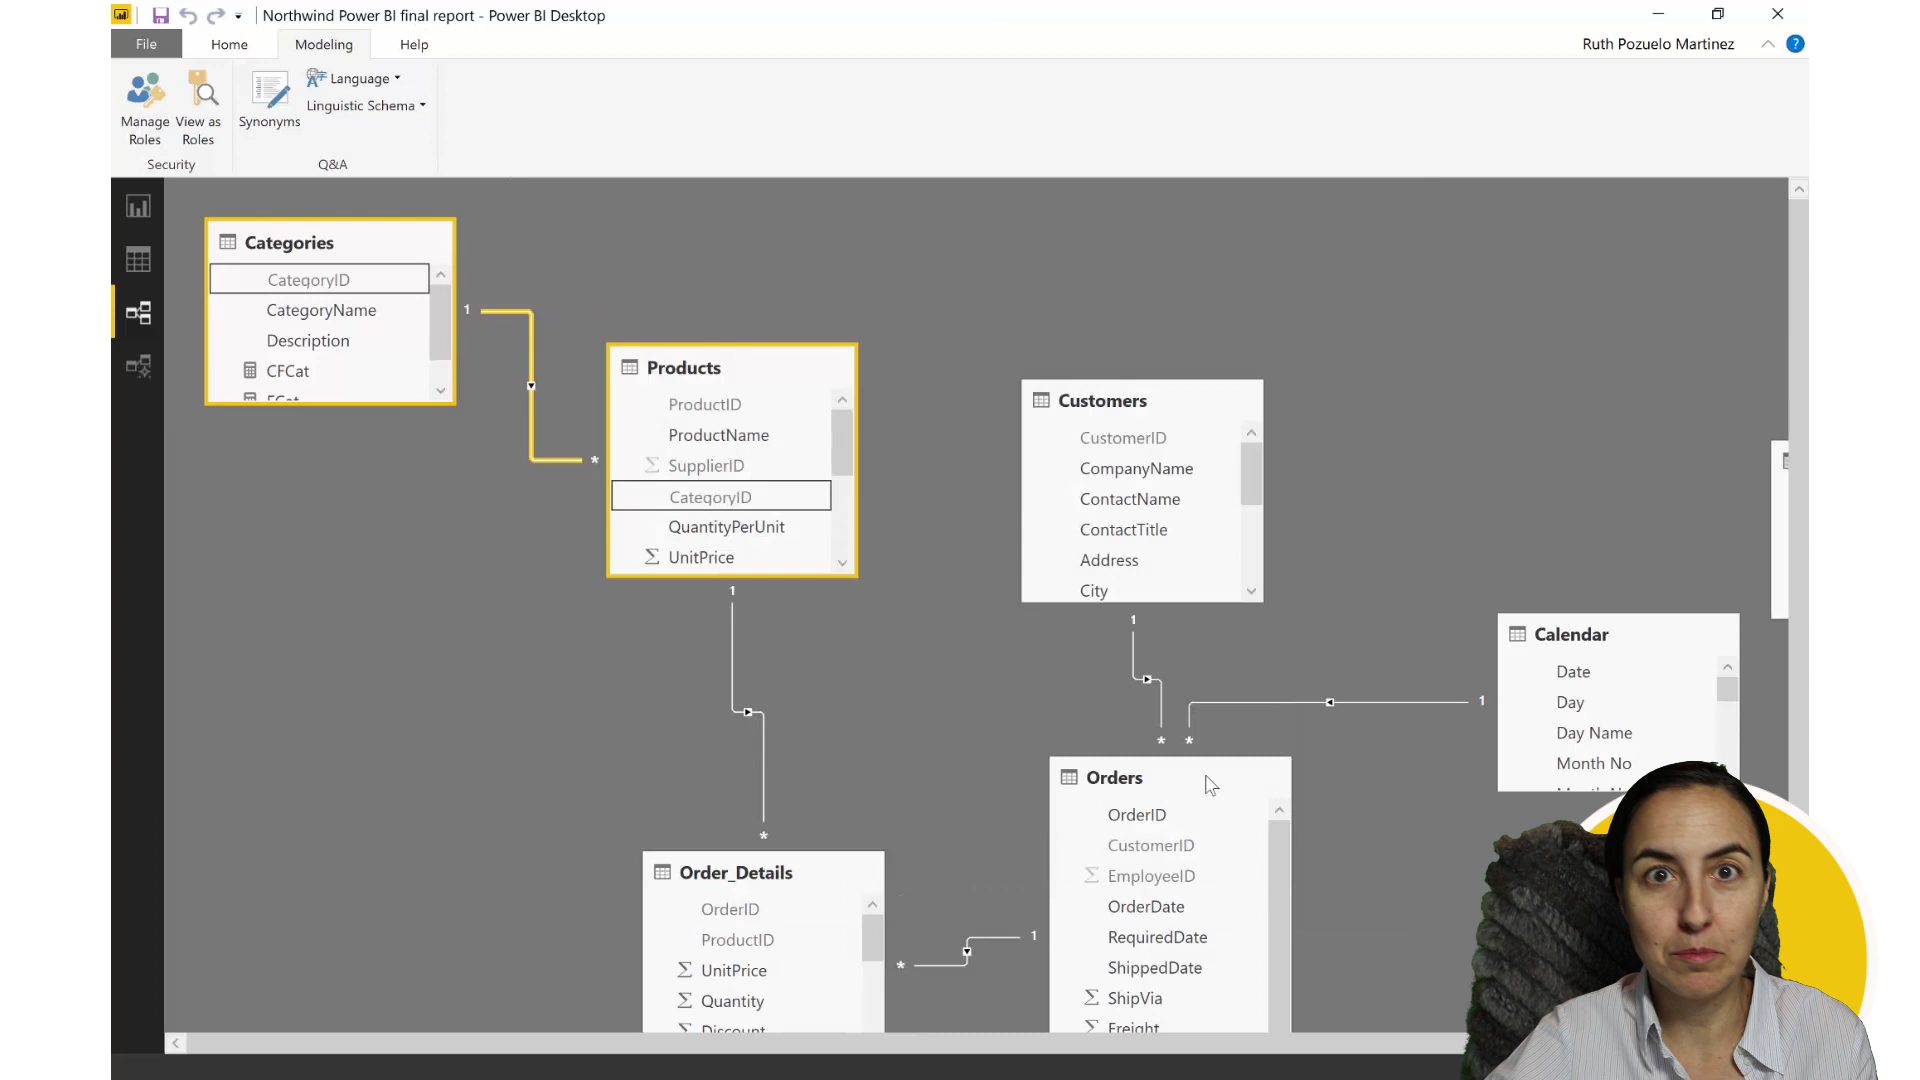 Northwind Power BI final report - Power BI Desktop
File
Home
Modeling
Help
Ruth Pozuelo Martinez
?
Manage
Roles
View as
Roles
Security
Synonyms
Language
Linguistic Schema
Q&A
Categories
CategoryID
CategoryName
Description
CFCat
1
*
Products
ProductID
ProductName
SupplierID
CategoryID
QuantityPerUnit
UnitPrice
1
*
Customers
CustomerID
CompanyName
ContactName
ContactTitle
Address
City
1
* *
1
Calendar
Date
Day
Day Name
Month No
Order_Details
OrderID
ProductID
UnitPrice
Quantity
Discount
* 1
Orders
OrderID
CustomerID
EmployeeID
OrderDate
RequiredDate
ShippedDate
ShipVia
Freight